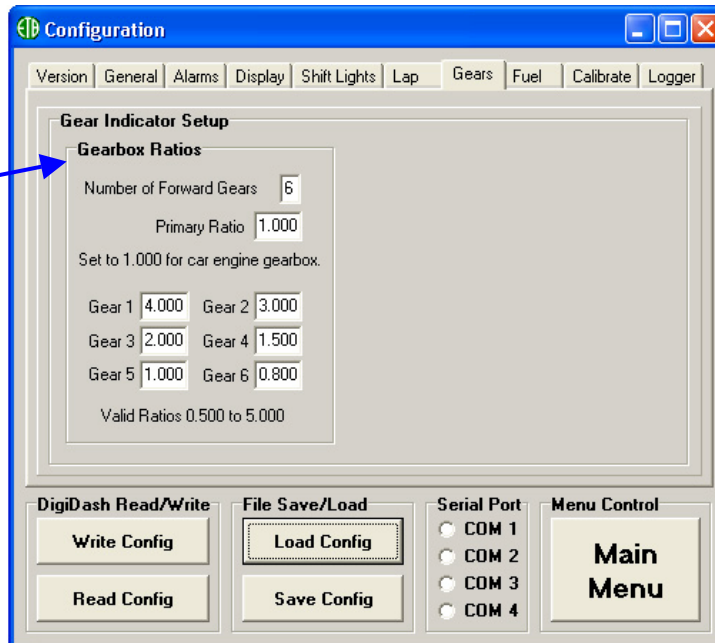 ETB Configuration
Version General Alarms Display Shift Lights Lap Gears Fuel Calibrate Logger
Gear Indicator Setup
Gearbox Ratios
Number of Forward Gears 6
Primary Ratio 1.000
Set to 1.000 for car engine gearbox.
Gear 1 4.000 Gear 2 3.000
Gear 3 2.000 Gear 4 1.500
Gear 5 1.000 Gear 6 0.800
Valid Ratios 0.500 to 5.000
DigiDash Read/Write File Save/Load Serial Port Menu Control
Write Config Load Config COM 1 Main Menu
COM 2
Read Config Save Config COM 3
COM 4